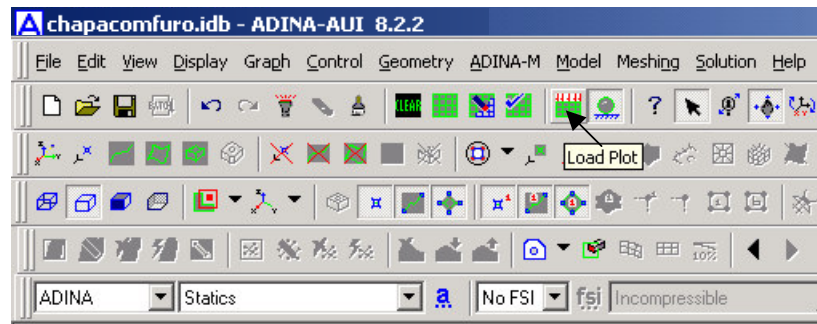 chapacomfuro.idb - ADINA-AUI 8.2.2
File Edit View Display Graph Control Geometry ADINA-M Model Meshing Solution Help
CLEAR
Load Plot
10%
ADINA Statics a No FSI fsi Incompressible